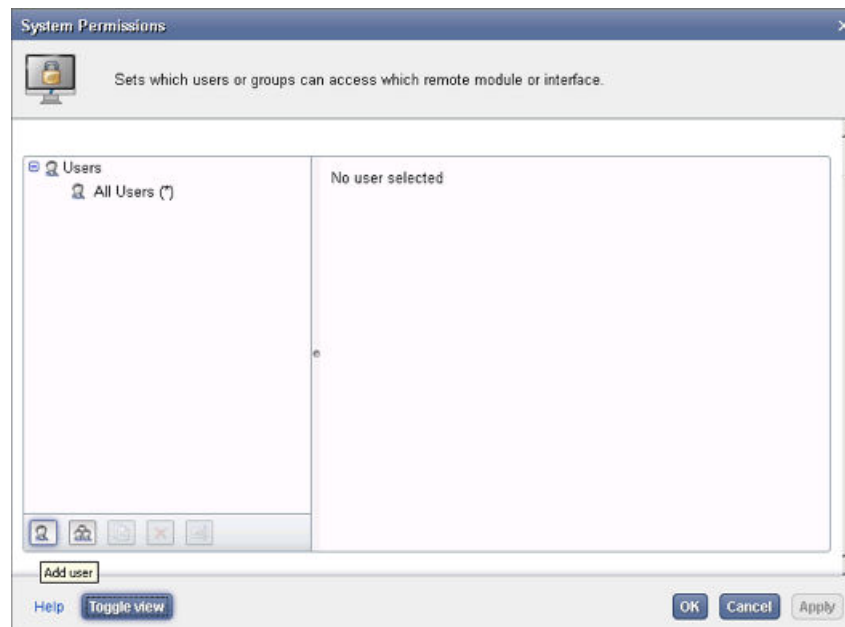 System Permissions
Sets which users or groups can access which remote module or interface.
Users
All Users (*)
No user selected
Add user
Help
Toggle view
OK
Cancel
Apply